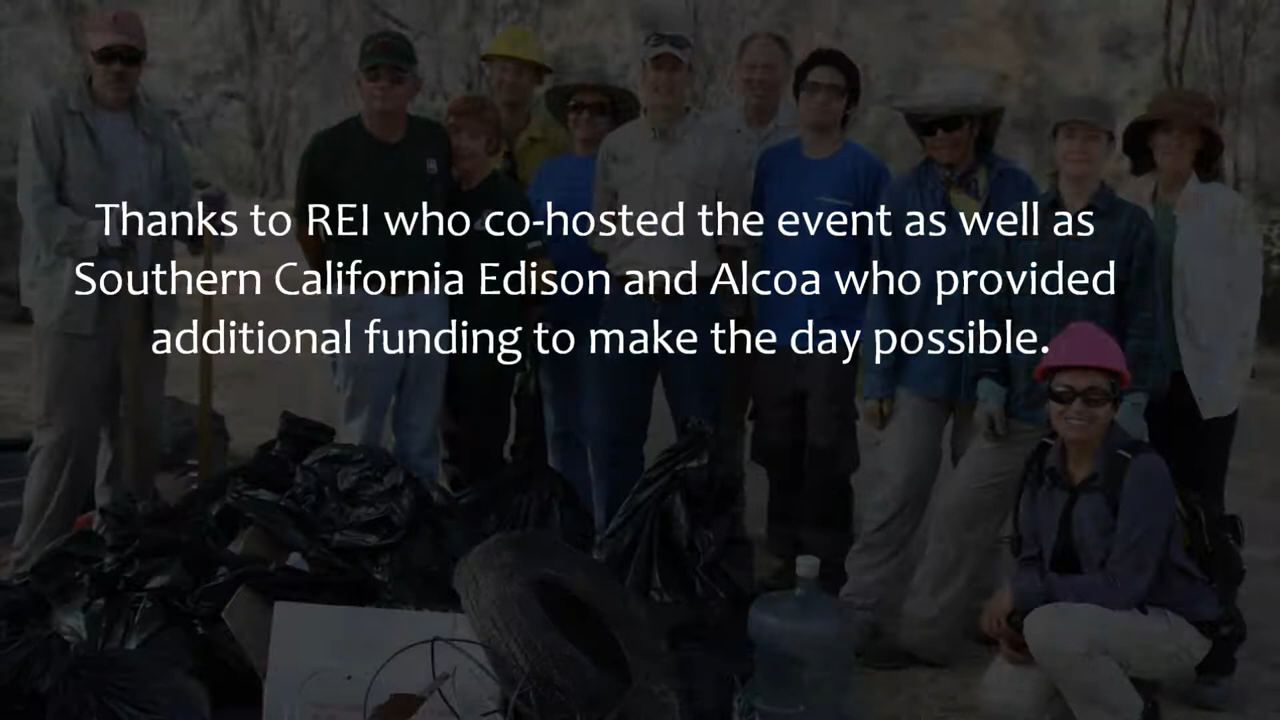 Thanks to REI who co-hosted the event as well as
Southern California Edison and Alcoa who provided
additional funding to make the day possible.